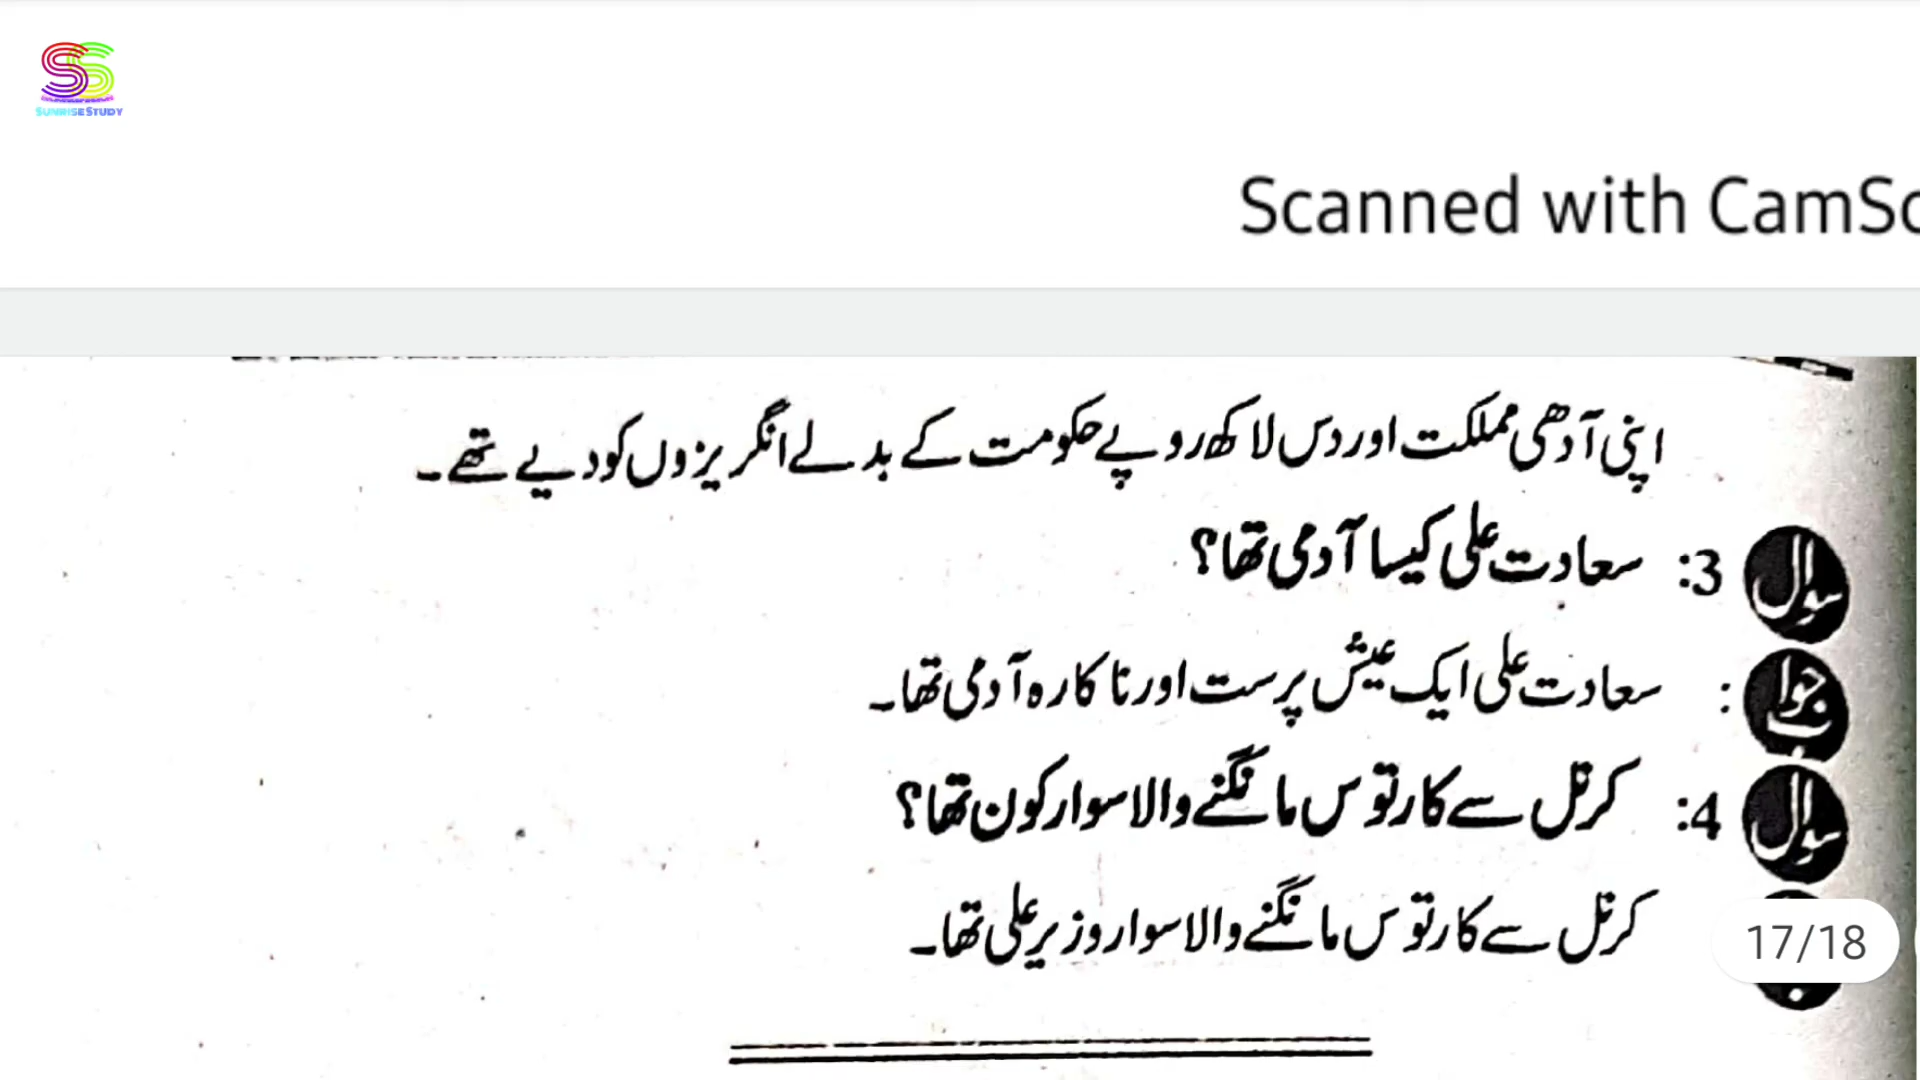 SS
SUNRISE STUDY
Scanned with CamSc
اپنی آدھی مملکت اور دس لاکھ روپے حکومت کے بدلے انگریزوں کو دیے تھے۔
سوال 3: سعادت علی کیسا آدمی تھا؟
جواب : سعادت علی ایک عیش پرست اور ناکارہ آدمی تھا۔
سوال 4: کرنل سے کارتوس مانگنے والا سوار کون تھا؟
کرنل سے کارتوس مانگنے والا سوار وزیر علی تھا۔
17/18